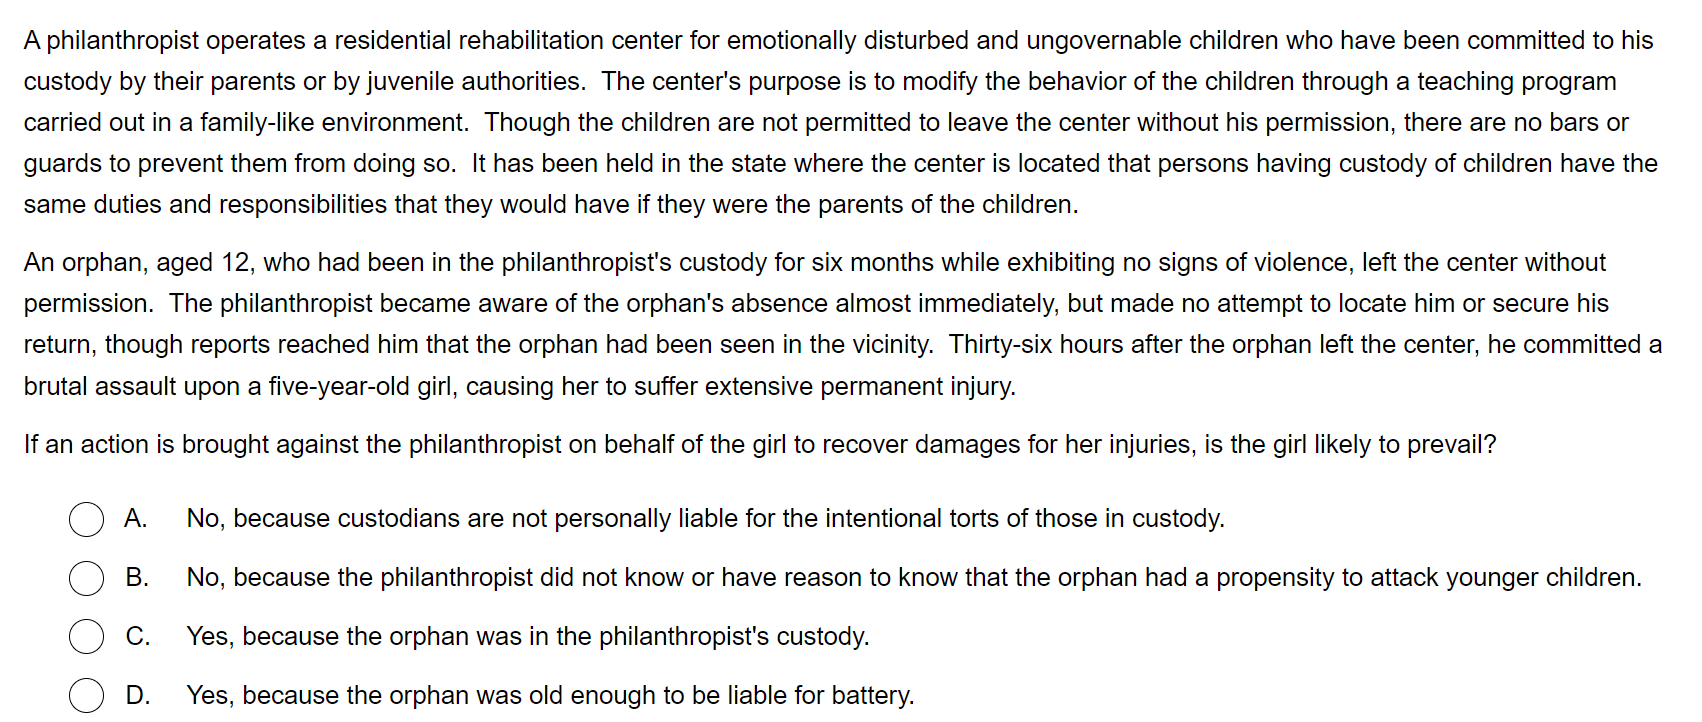 A philanthropist operates a residential rehabilitation center for emotionally disturbed and ungovernable children who have been committed to his
custody by their parents or by juvenile authorities.  The center's purpose is to modify the behavior of the children through a teaching program
carried out in a family-like environment.  Though the children are not permitted to leave the center without his permission, there are no bars or
guards to prevent them from doing so.  It has been held in the state where the center is located that persons having custody of children have the
same duties and responsibilities that they would have if they were the parents of the children.
An orphan, aged 12, who had been in the philanthropist's custody for six months while exhibiting no signs of violence, left the center without
permission.  The philanthropist became aware of the orphan's absence almost immediately, but made no attempt to locate him or secure his
return, though reports reached him that the orphan had been seen in the vicinity.  Thirty-six hours after the orphan left the center, he committed a
brutal assault upon a five-year-old girl, causing her to suffer extensive permanent injury.
If an action is brought against the philanthropist on behalf of the girl to recover damages for her injuries, is the girl likely to prevail?
A. No, because custodians are not personally liable for the intentional torts of those in custody.
B. No, because the philanthropist did not know or have reason to know that the orphan had a propensity to attack younger children.
C. Yes, because the orphan was in the philanthropist's custody.
D. Yes, because the orphan was old enough to be liable for battery.